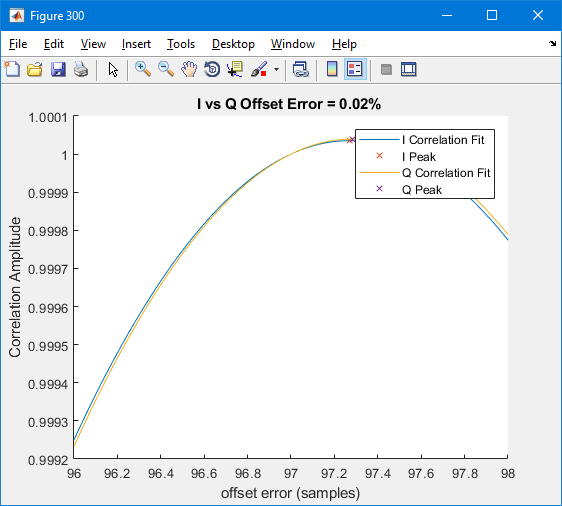 Figure 300
File Edit View Insert Tools Desktop Window Help
I vs Q Offset Error = 0.02%
1.0001
1
0.9999
0.9998
0.9997
0.9996
0.9995
0.9994
0.9993
0.9992
Correlation Amplitude
I Correlation Fit
I Peak
Q Correlation Fit
Q Peak
96 96.2 96.4 96.6 96.8 97 97.2 97.4 97.6 97.8 98
offset error (samples)